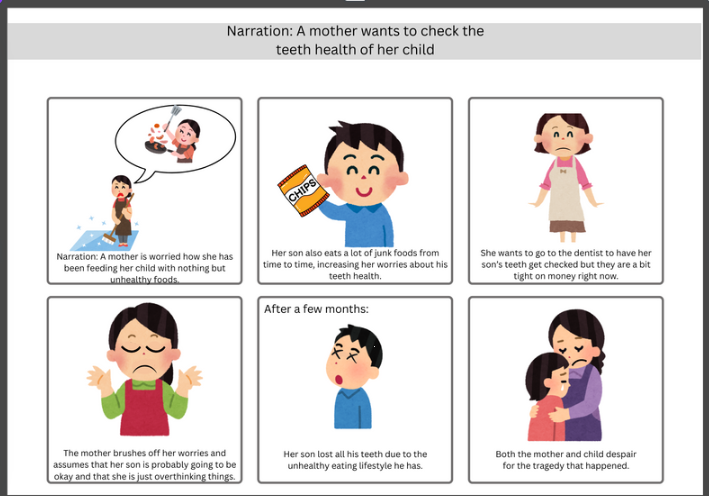 Narration: A mother wants to check the
teeth health of her child
Narration: A mother is worried how she has
been feeding her child with nothing but
unhealthy foods.
CHIPS
Her son also eats a lot of junk foods from
time to time, increasing her worries about his
teeth health.
She wants to go to the dentist to have her
son's teeth get checked but they are a bit
tight on money right now.
The mother brushes off her worries and
assumes that her son is probably going to be
okay and that she is just overthinking things.
After a few months:
Her son lost all his teeth due to the
unhealthy eating lifestyle he has.
Both the mother and child despair
for the tragedy that happened.